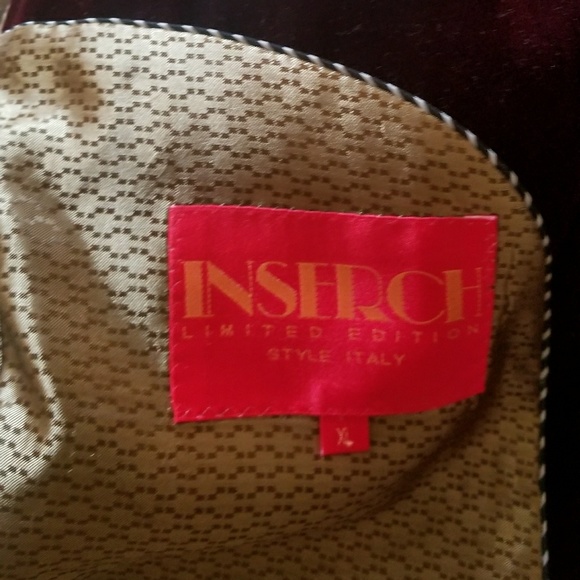 INSERCH
LIMITED EDITION
STYLE ITALY
XL